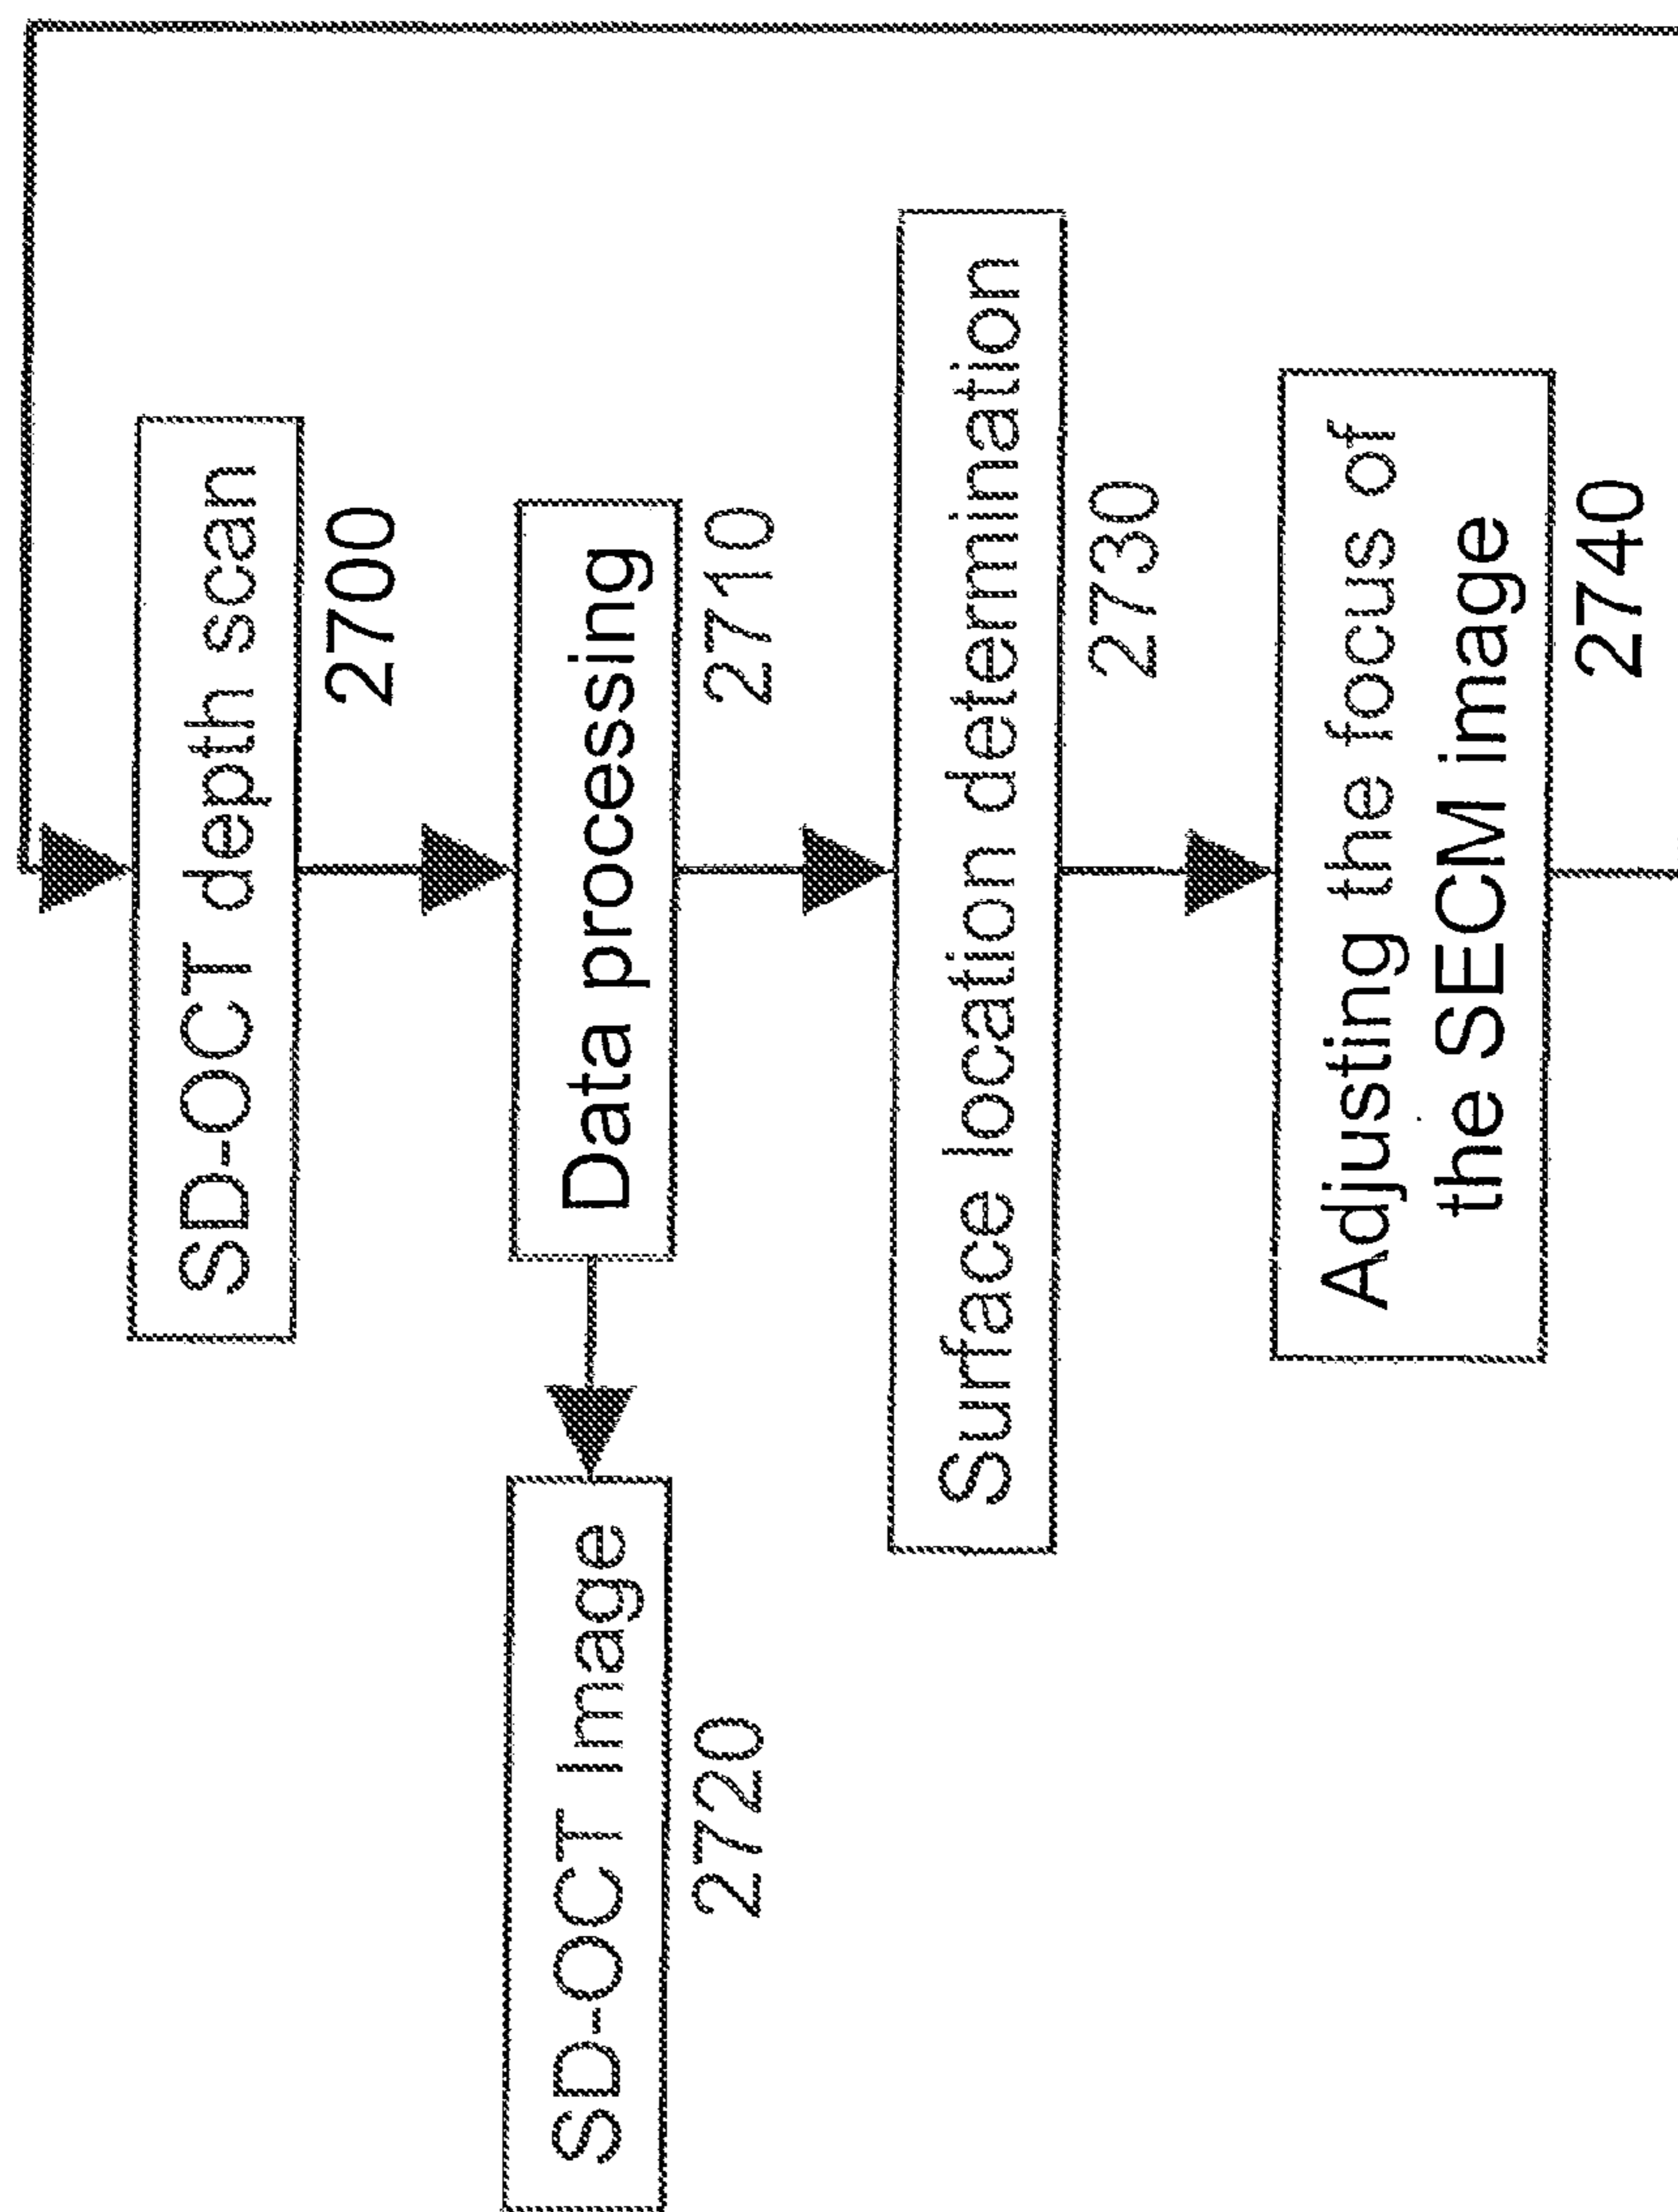 SD-OCT depth scan
2700
Data processing
2710
SD-OCT Image
2720
Surface location determination
2730
Adjusting the focus of
the SECM image
2740